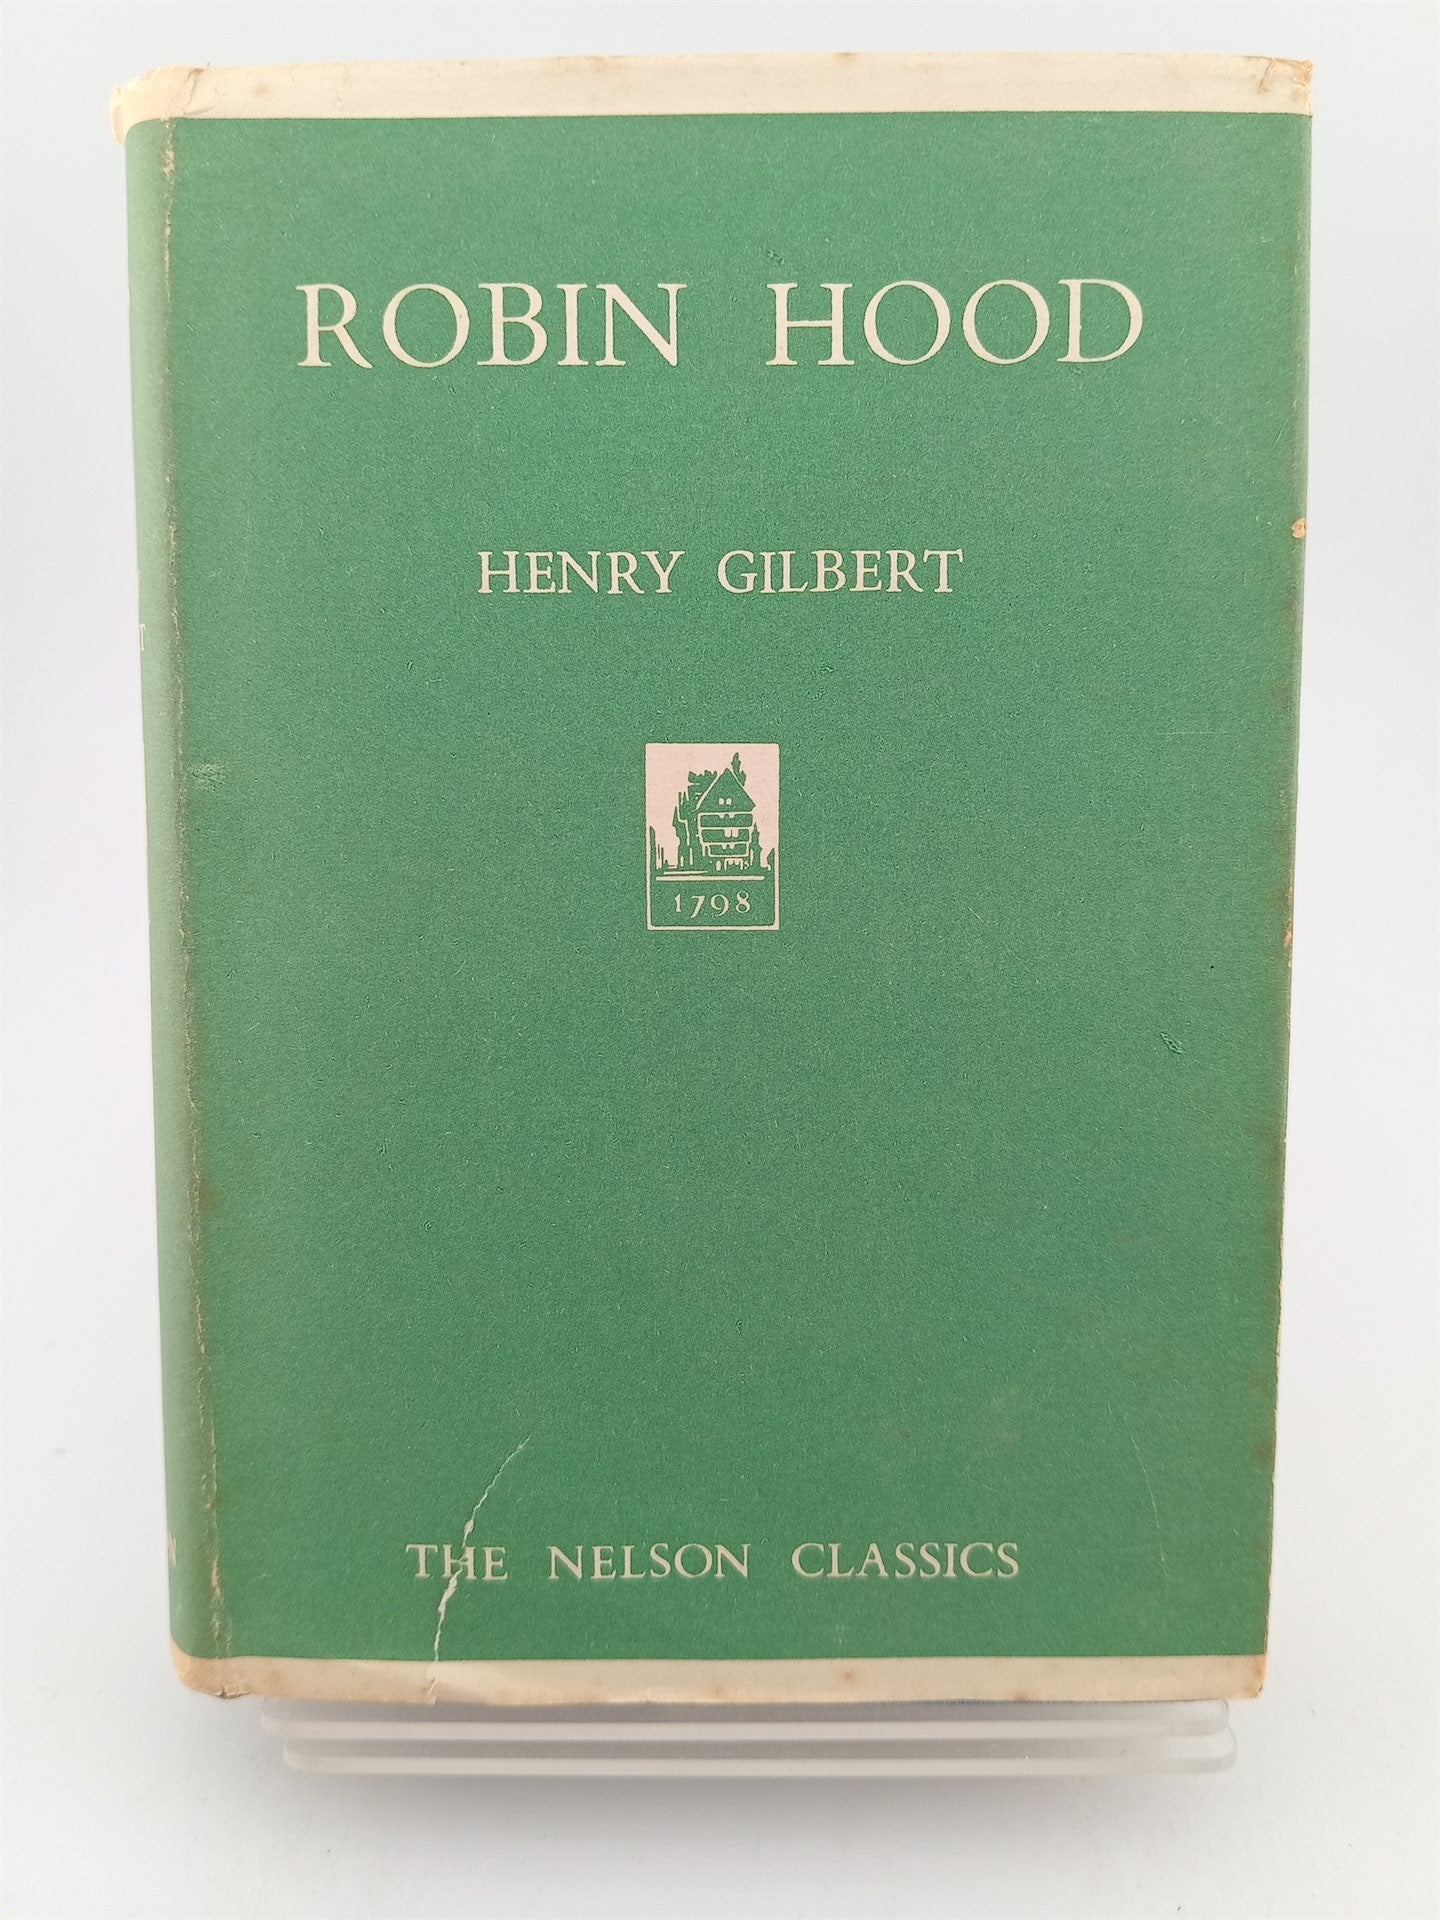 ROBIN HOOD
HENRY GILBERT
1798
THE NELSON CLASSICS